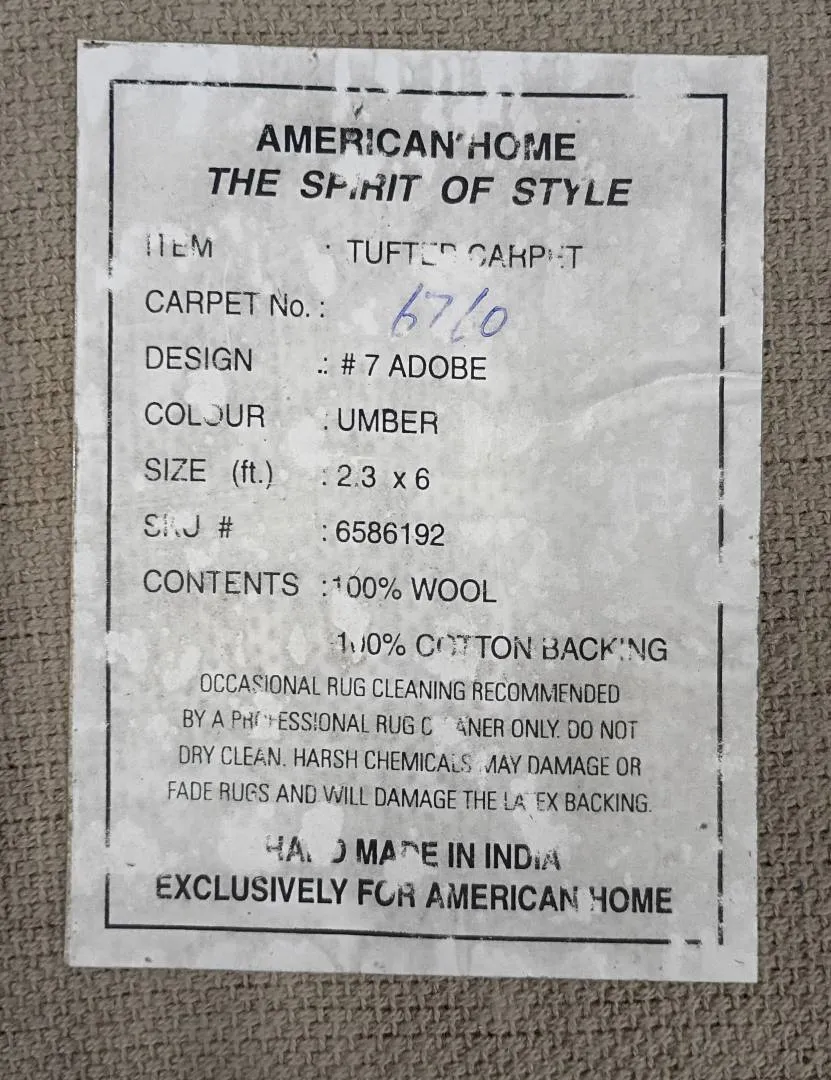 AMERICAN HOME
THE SPIRIT OF STYLE
ITEM : TUFTED CARPET
CARPET No. : 6760
DESIGN : # 7 ADOBE
COLOUR : UMBER
SIZE (ft.) : 2.3 x 6
SKU # : 6586192
CONTENTS : 100% WOOL
100% COTTON BACKING
OCCASIONAL RUG CLEANING RECOMMENDED
BY A PROFESSIONAL RUG CLEANER ONLY. DO NOT
DRY CLEAN. HARSH CHEMICALS MAY DAMAGE OR
FADE RUGS AND WILL DAMAGE THE LATEX BACKING.
HAND MADE IN INDIA
EXCLUSIVELY FOR AMERICAN HOME